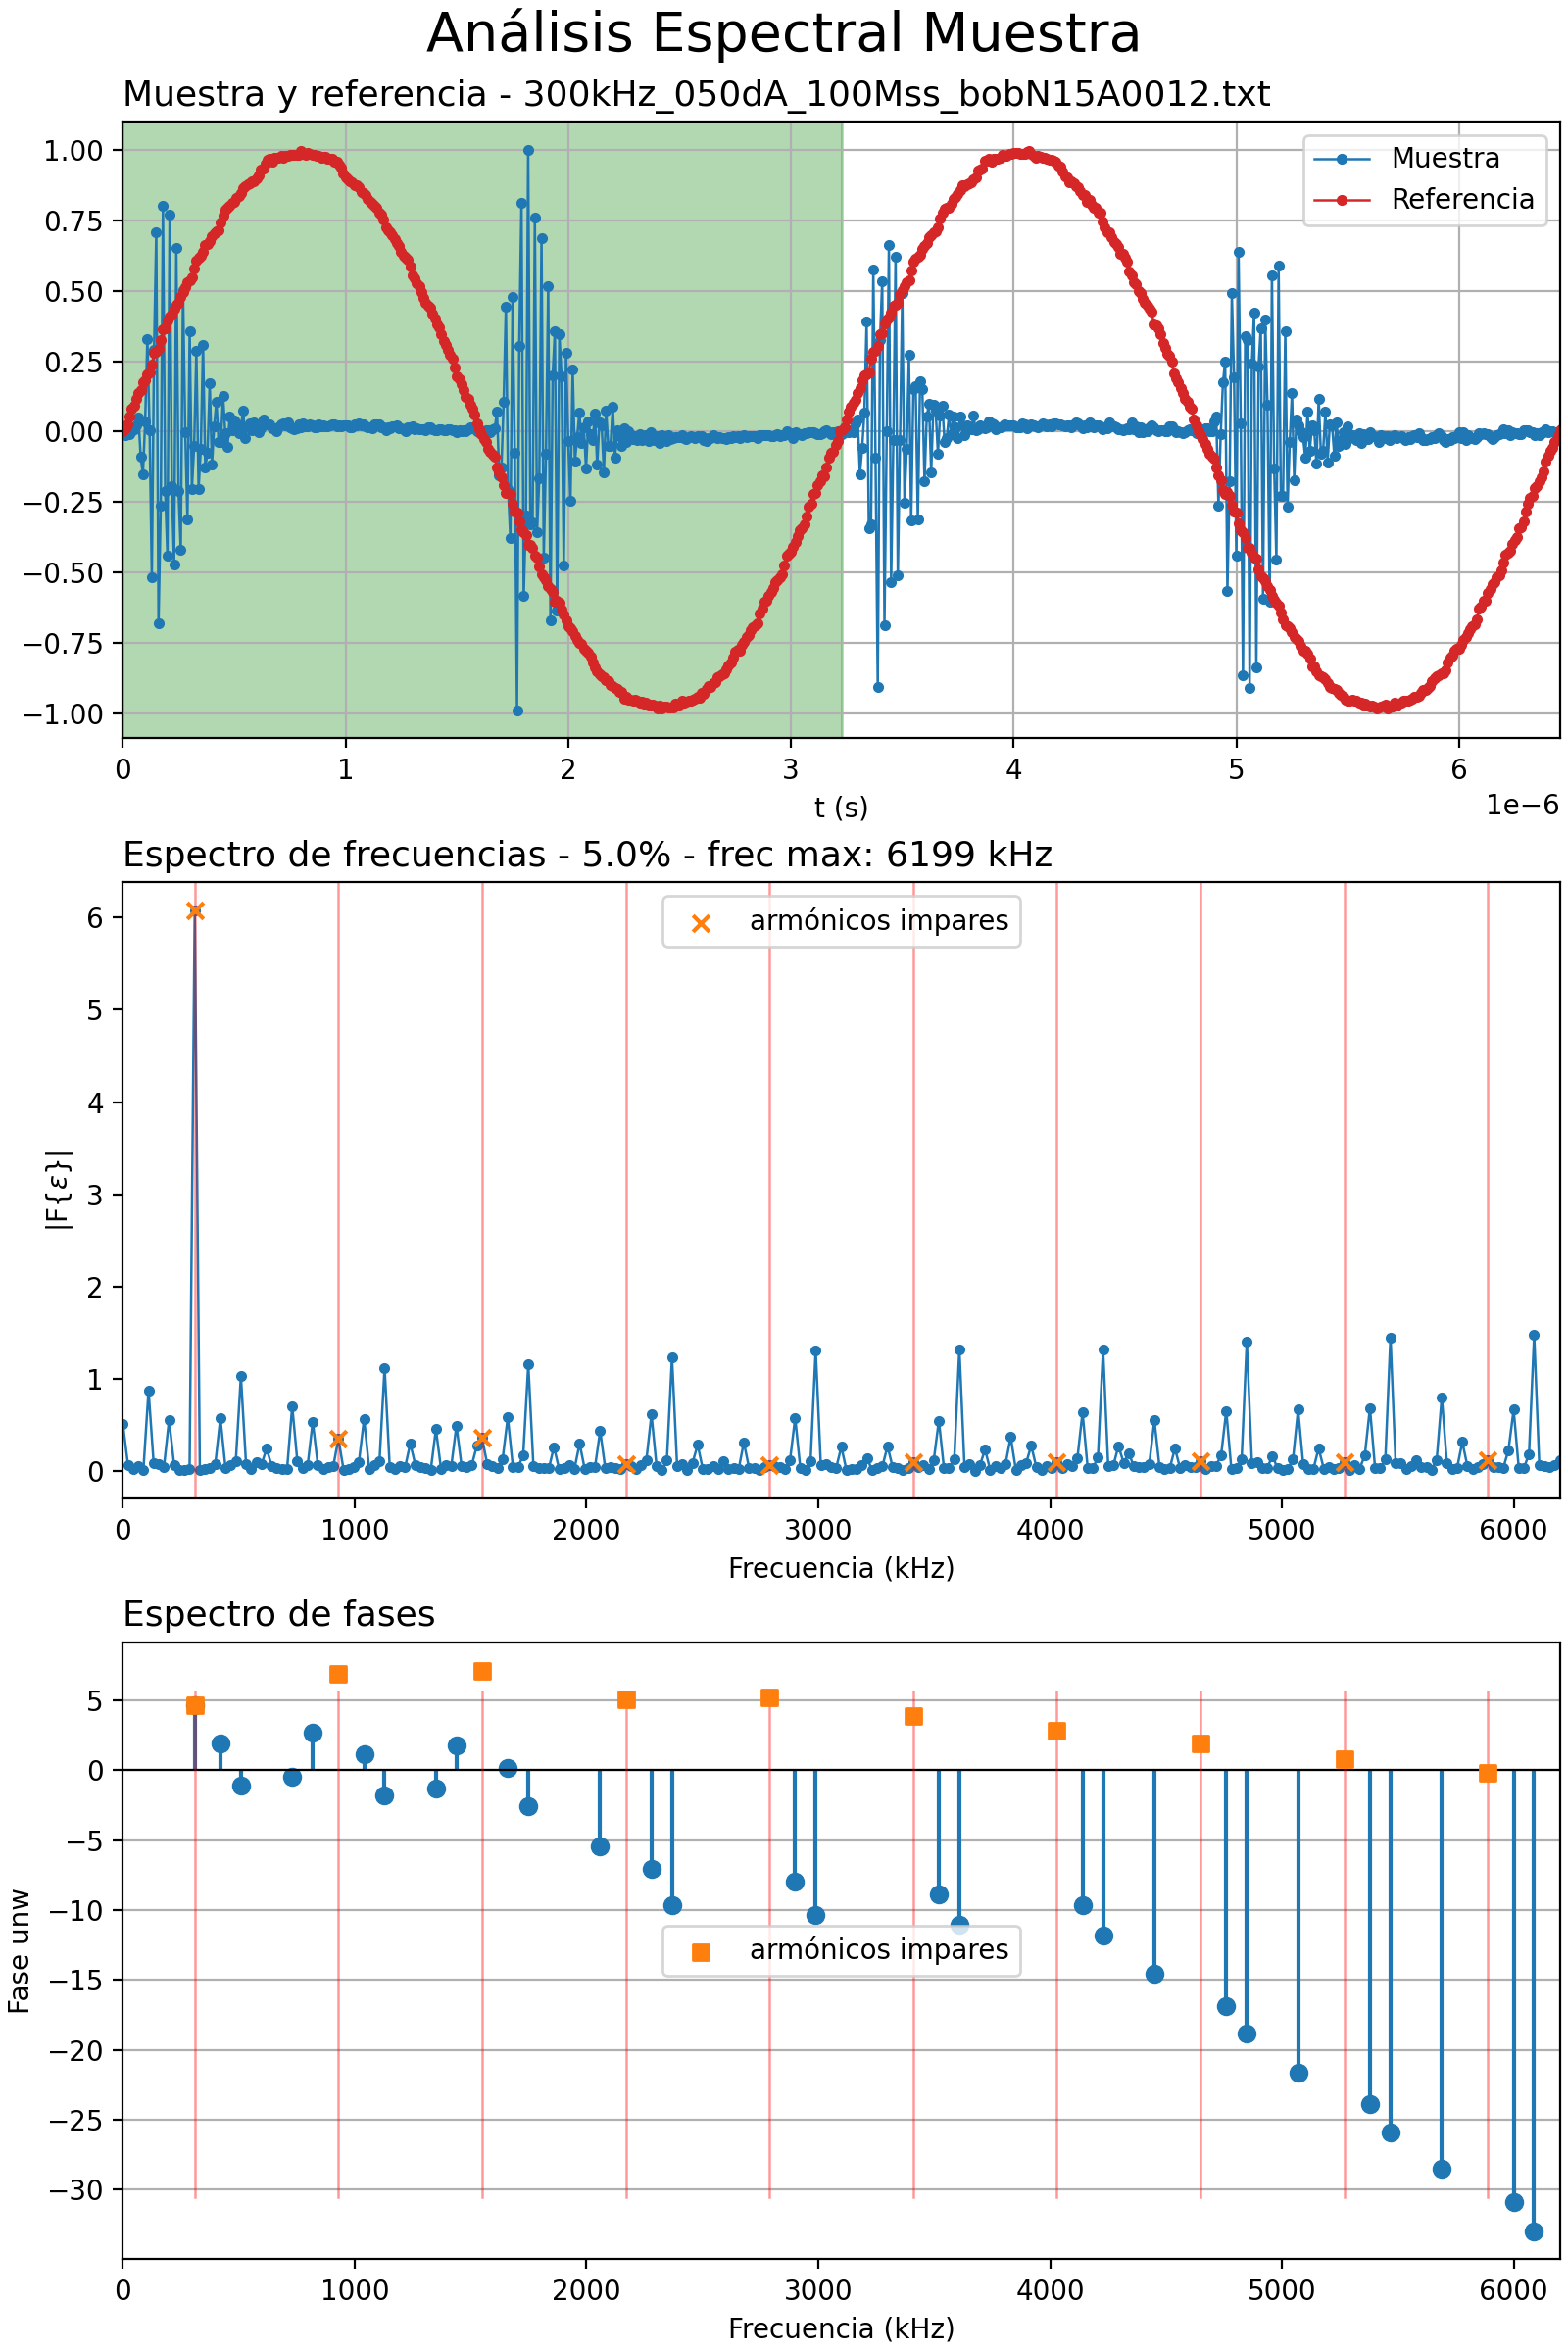 Análisis Espectral Muestra
Muestra y referencia - 300kHz_050dA_100Mss_bobN15A0012.txt
1.00
0.75
0.50
0.25
0.00
−0.25
−0.50
−0.75
−1.00
Muestra
Referencia
0 1 2 3 4 5 6
1e−6
t (s)
Espectro de frecuencias - 5.0% - frec max: 6199 kHz
armónicos impares
|F{ε}|
6
5
4
3
2
1
0
0 1000 2000 3000 4000 5000 6000
Frecuencia (kHz)
Espectro de fases
Fase unw
5
0
−5
−10
−15
−20
−25
−30
armónicos impares
0 1000 2000 3000 4000 5000 6000
Frecuencia (kHz)